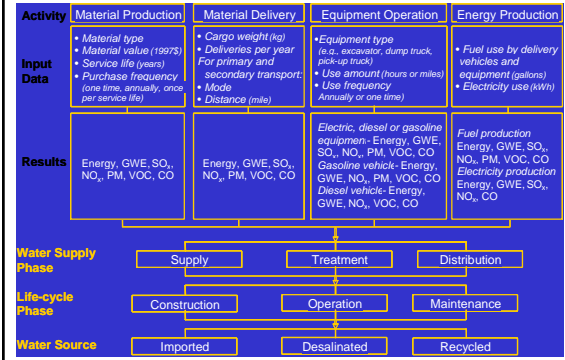 Activity
Material Production
Material Delivery
Equipment Operation
Energy Production
Input
Data
• Material type
• Material value (1997$)
• Service life (years)
• Purchase frequency
(one time, annually, once
per service life)
• Cargo weight (kg)
• Deliveries per year
For primary and
secondary transport:
• Mode
• Distance (mile)
•Equipment type
(e.g., excavator, dump truck,
pick-up truck)
• Use amount (hours or miles)
• Use frequency
Annually or one time)
• Fuel use by delivery
vehicles and
equipment (gallons)
• Electricity use (kWh)
Results
Energy, GWE, SOx,
NOx, PM, VOC, CO
Energy, GWE, SOx,
NOx, PM, VOC, CO
Electric, diesel or gasoline
equipment- Energy, GWE,
SOx, NOx, PM, VOC, CO
Gasoline vehicle- Energy,
GWE, NOx, PM, VOC, CO
Diesel vehicle- Energy,
GWE, NOx, VOC, CO
Fuel production
Energy, GWE, SOx,
NOx, PM, VOC, CO
Electricity production
Energy, GWE, SOx,
NOx, CO
Water Supply
Phase
Supply
Treatment
Distribution
Life-cycle
Phase
Construction
Operation
Maintenance
Water Source
Imported
Desalinated
Recycled